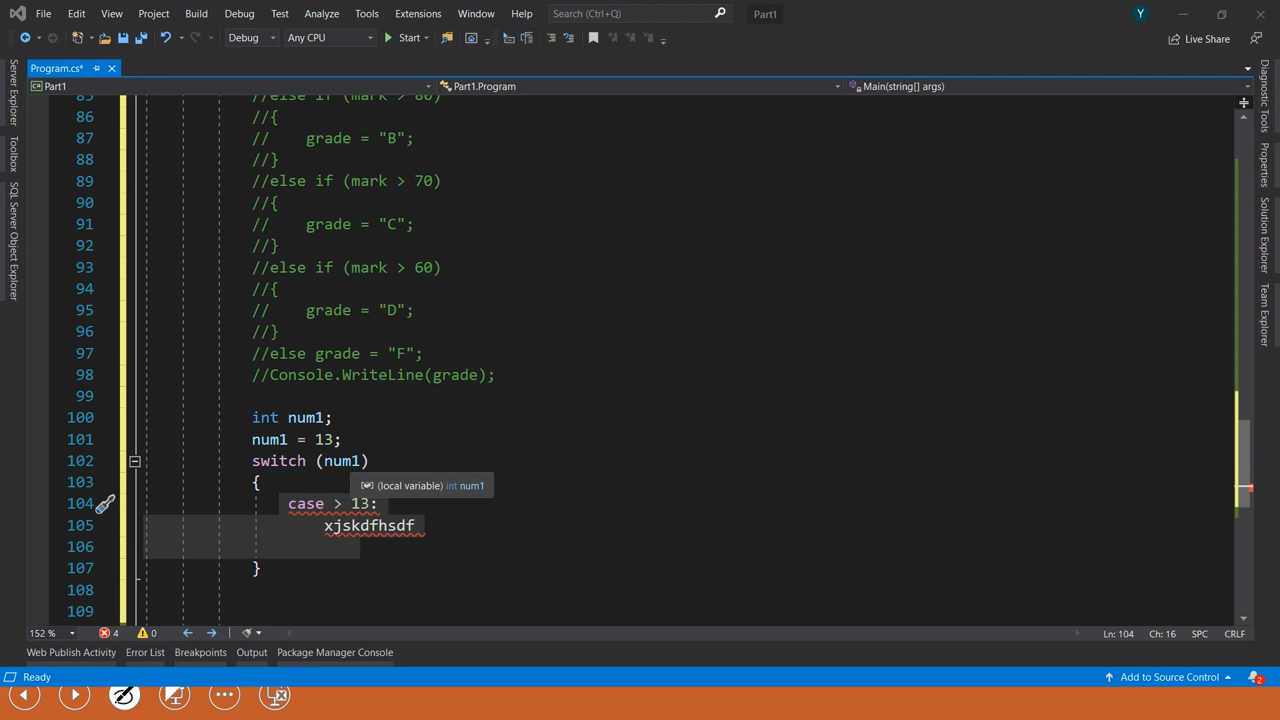 File Edit View Project Build Debug Test Analyze Tools Extensions Window Help Search (Ctrl+Q) Part1 Y
Debug Any CPU Start Live Share
Program.cs*
Part1 Part1.Program Main(string[] args)
Server Explorer
Toolbox
SQL Server Object Explorer
Diagnostic Tools
Properties
Solution Explorer
Team Explorer
85 //else if (mark > 80)
86 //{
87 // grade = "B";
88 //}
89 //else if (mark > 70)
90 //{
91 // grade = "C";
92 //}
93 //else if (mark > 60)
94 //{
95 // grade = "D";
96 //}
97 //else grade = "F";
98 //Console.WriteLine(grade);
99
100 int num1;
101 num1 = 13;
102 switch (num1)
103 {
(local variable) int num1
104 case > 13:
105 xjskdfhsdf
106
107 }
108
109
152 % 4 0 Ln: 104 Ch: 16 SPC CRLF
Web Publish Activity Error List Breakpoints Output Package Manager Console
Ready Add to Source Control 2